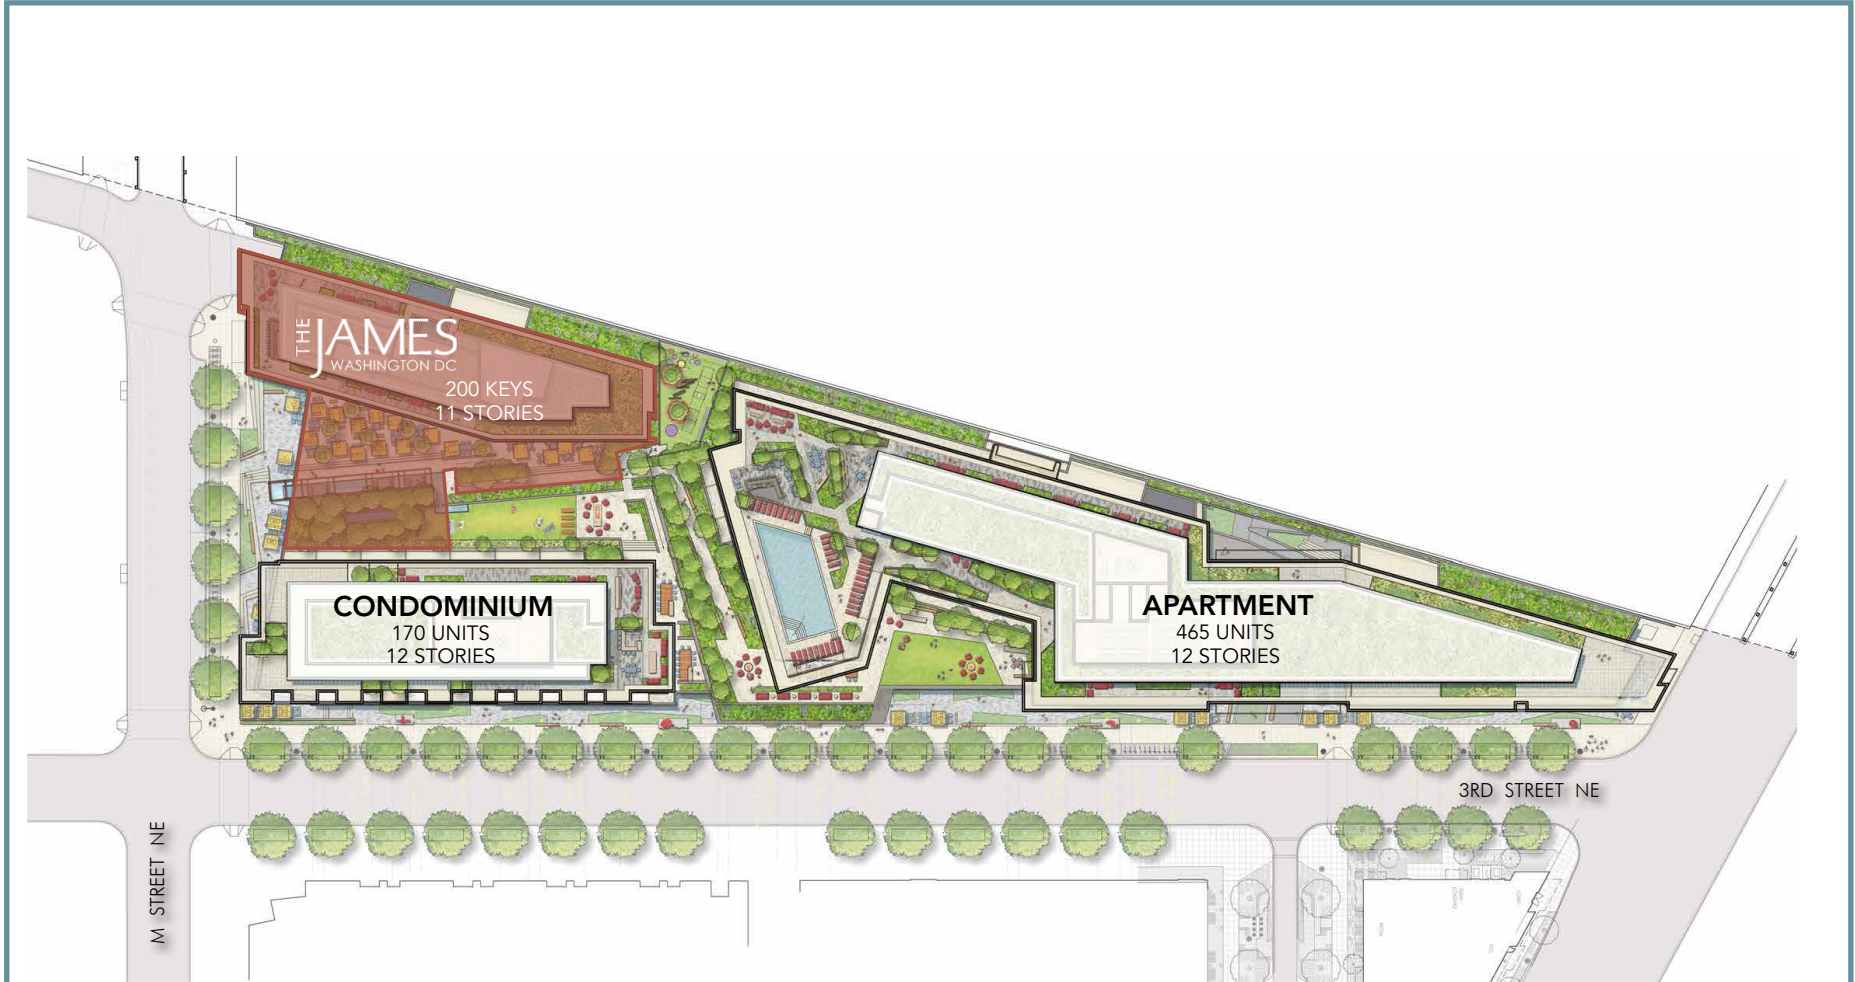 THE
JAMES
WASHINGTON DC
200 KEYS
11 STORIES
CONDOMINIUM
170 UNITS
12 STORIES
APARTMENT
465 UNITS
12 STORIES
3RD STREET NE
M STREET NE